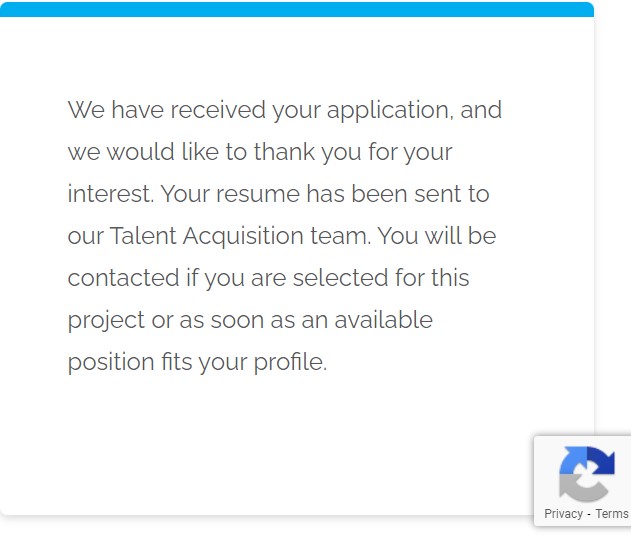 We have received your application, and
we would like to thank you for your
interest. Your resume has been sent to
our Talent Acquisition team. You will be
contacted if you are selected for this
project or as soon as an available
position fits your profile.
Privacy - Terms